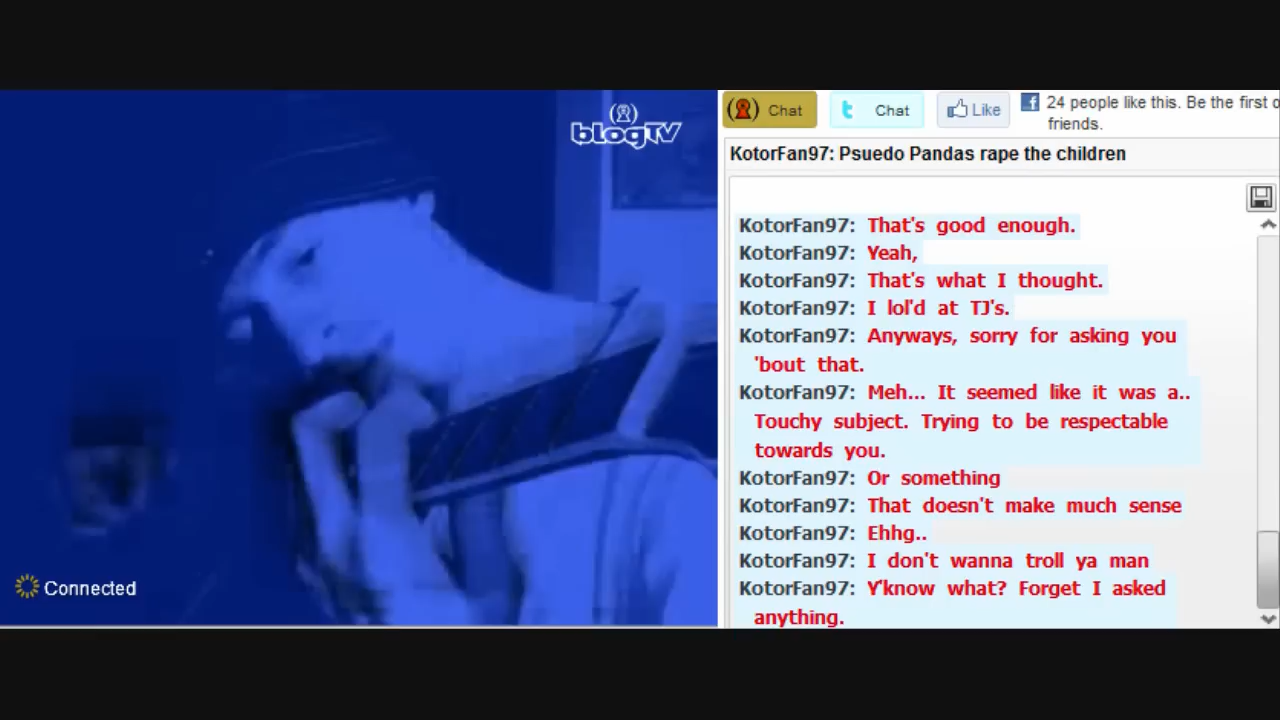 blogTV
Connected
Chat
Chat
Like
24 people like this. Be the first o
friends.
KotorFan97: Psuedo Pandas rape the children
KotorFan97: That's good enough.
KotorFan97: Yeah,
KotorFan97: That's what I thought.
KotorFan97: I lol'd at TJ's.
KotorFan97: Anyways, sorry for asking you
'bout that.
KotorFan97: Meh... It seemed like it was a..
Touchy subject. Trying to be respectable
towards you.
KotorFan97: Or something
KotorFan97: That doesn't make much sense
KotorFan97: Ehhg..
KotorFan97: I don't wanna troll ya man
KotorFan97: Y'know what? Forget I asked
anything.